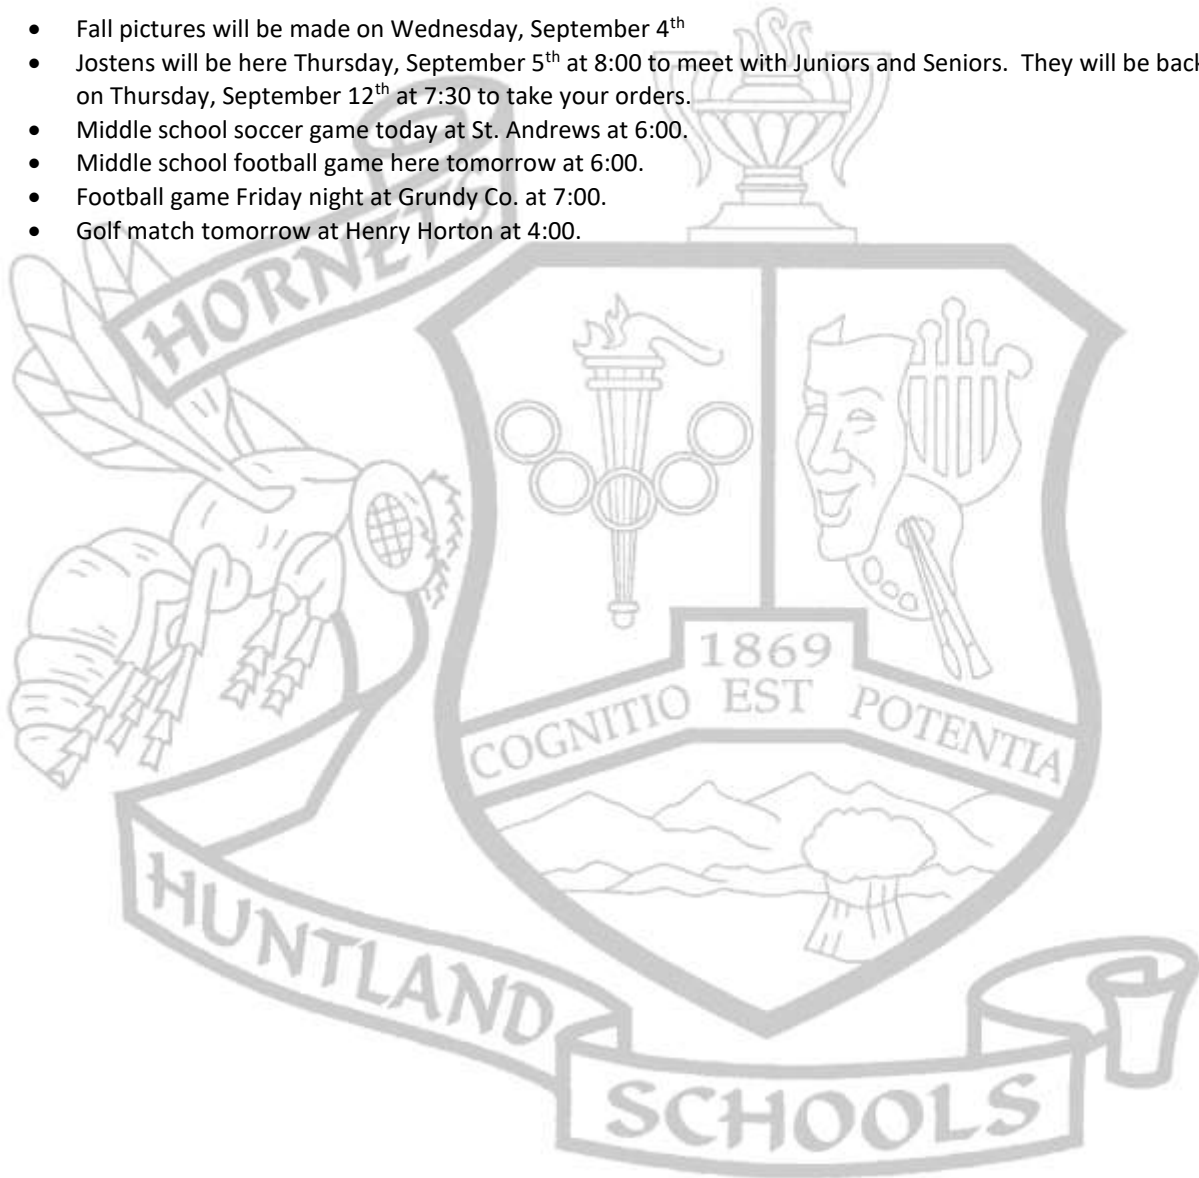 • Fall pictures will be made on Wednesday, September 4th
• Jostens will be here Thursday, September 5th at 8:00 to meet with Juniors and Seniors.  They will be back
on Thursday, September 12th at 7:30 to take your orders.
• Middle school soccer game today at St. Andrews at 6:00.
• Middle school football game here tomorrow at 6:00.
• Football game Friday night at Grundy Co. at 7:00.
• Golf match tomorrow at Henry Horton at 4:00.
HORNETS
1869
COGNITIO EST POTENTIA
HUNTLAND
SCHOOLS